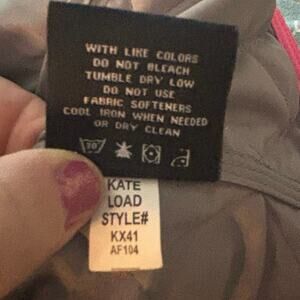 WITH LIKE COLORS
DO NOT BLEACH
TUMBLE DRY LOW
DO NOT USE
FABRIC SOFTENERS
COOL IRON WHEN NEEDED
OR DRY CLEAN
30
KATE
LOAD
STYLE#
KX41
AF104